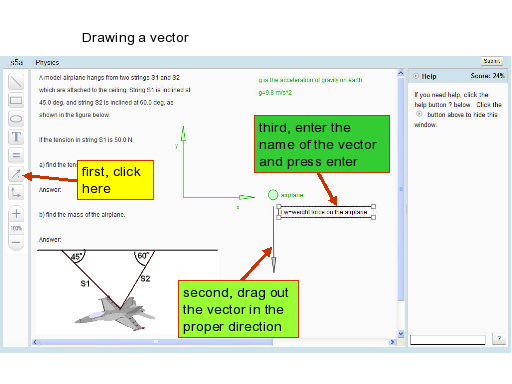 Drawing a vector
s5a Physics Submit
A model airplane hangs from two strings S1 and S2
which are attached to the ceiling. String S1 is inclined at
45.0 deg, and string S2 is inclined at 60.0 deg, as
shown in the figure below.
If the tension in string S1 is 50.0 N,
a) find the ten
Answer:
b) find the mass of the airplane.
Answer:
g is the acceleration of gravity on earth
g=9.8 m/s^2
Help Score: 24%
If you need help, click the
help button ? below. Click the
button above to hide this
window.
T
=
100%
first, click
here
third, enter the
name of the vector
and press enter
y
x
airplane
Fw=weight force on the airplane
second, drag out
the vector in the
proper direction
45°
60°
S1
S2
?